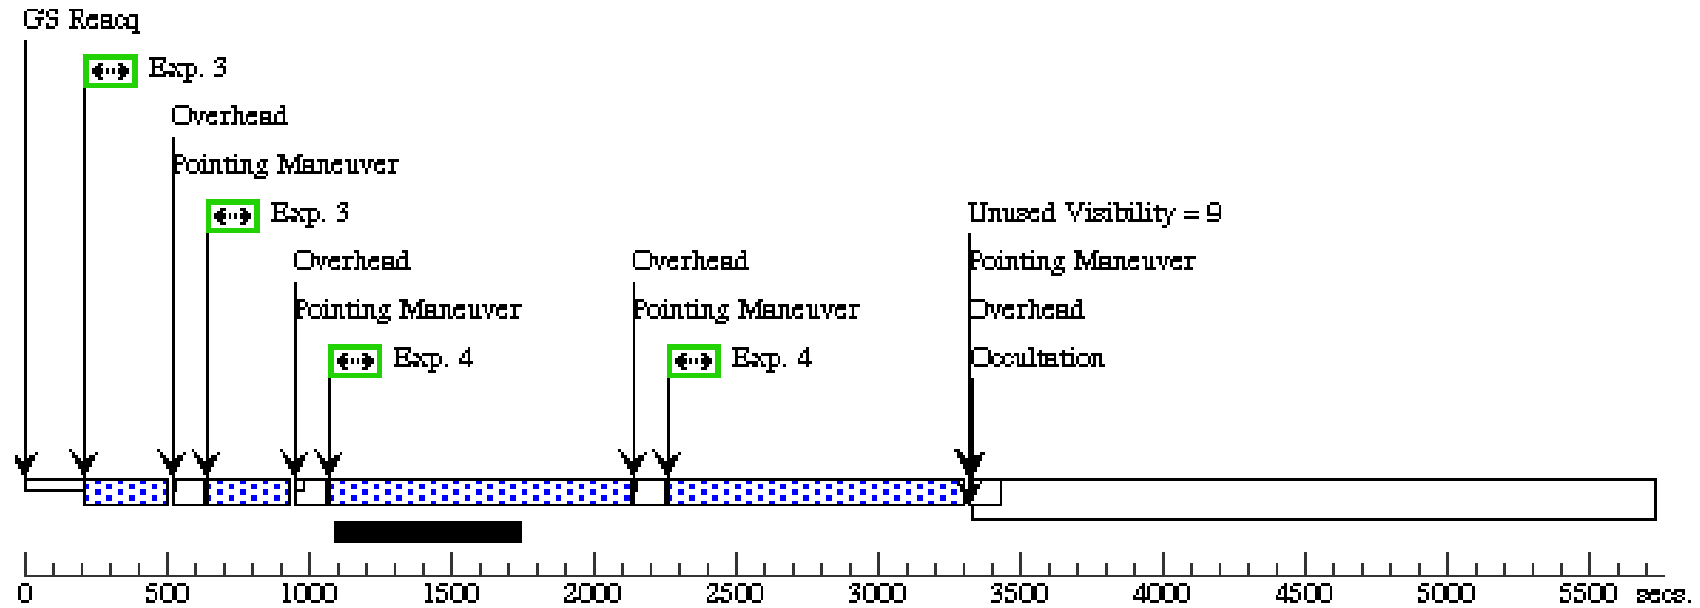 GS Reacq
Exp. 3
Overhead
Pointing Maneuver
Exp. 3
Unused Visibility = 9
Overhead
Overhead
Pointing Maneuver
Pointing Maneuver
Pointing Maneuver
Overhead
Exp. 4
Exp. 4
Occultation
0 500 1000 1500 2000 2500 3000 3500 4000 4500 5000 5500 secs.